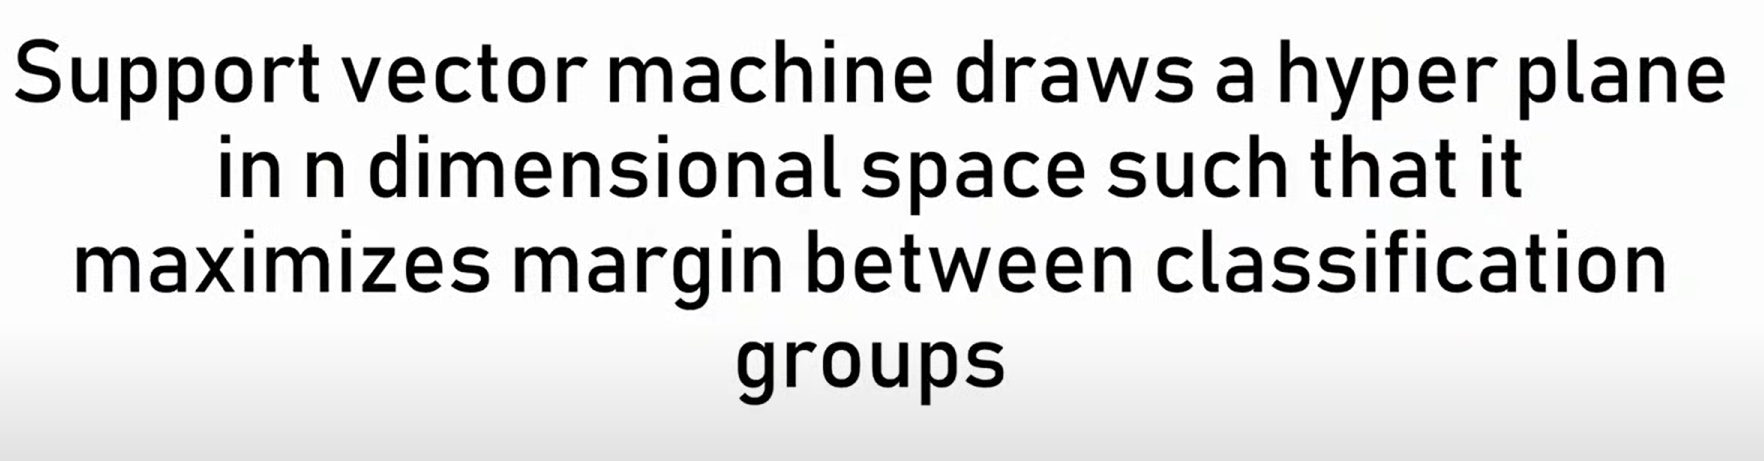 Support vector machine draws a hyper plane
in n dimensional space such that it
maximizes margin between classification
groups